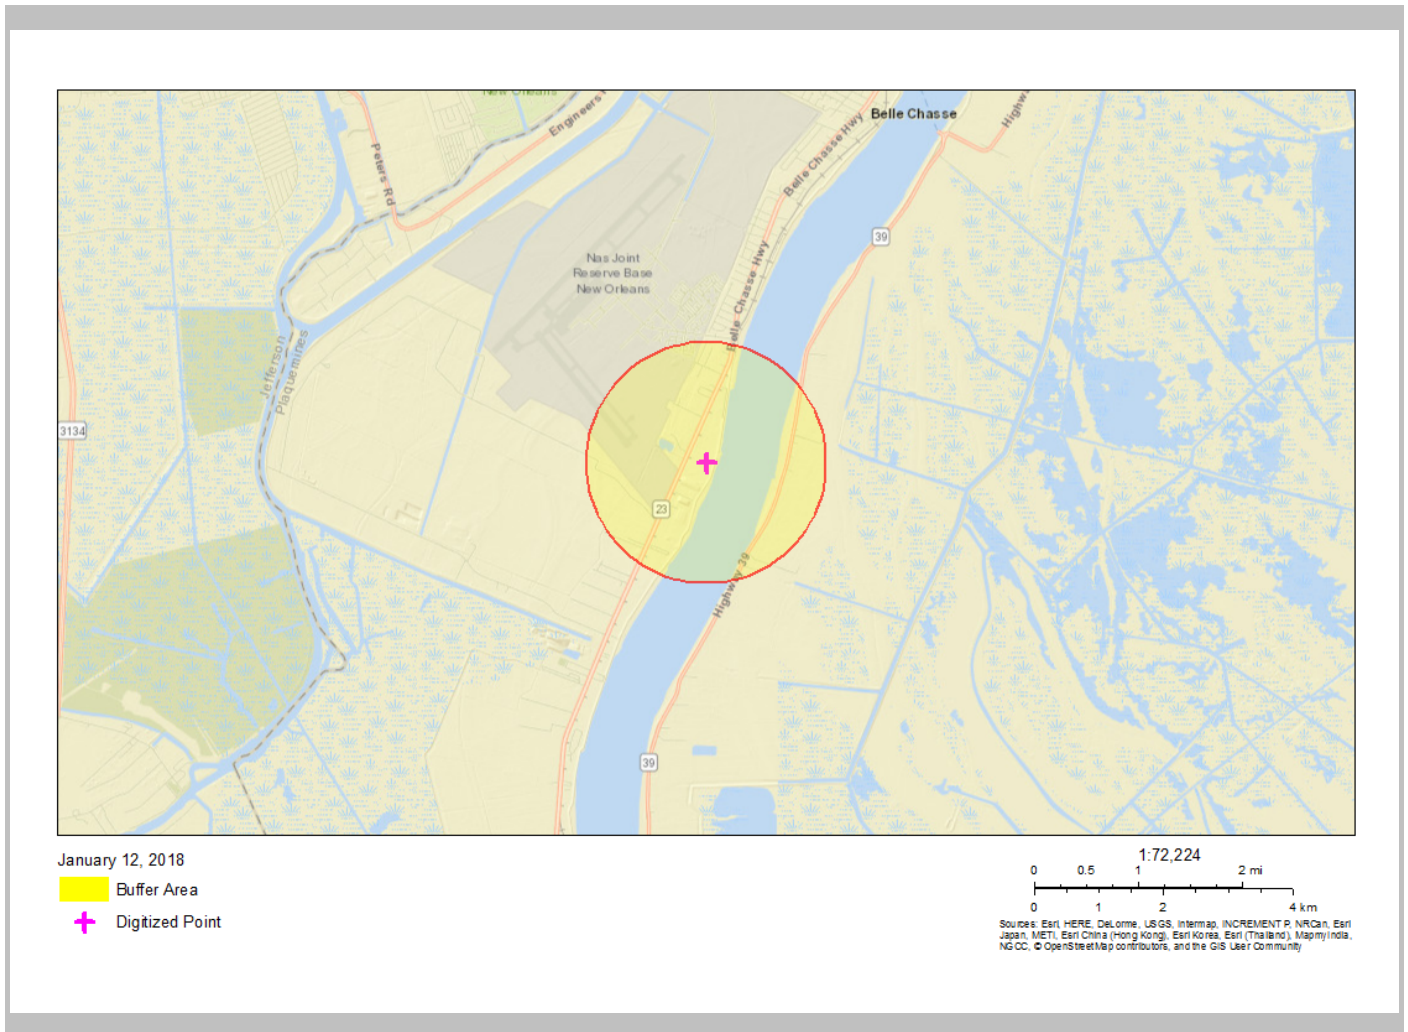 New Orleans
Engineers
Belle Chasse
Highw
Peters Rd
Belle Chasse Hwy
39
Nas Joint
Reserve Base
New Orleans
Belle Chasse Hwy
Jefferson
Plaquemines
3134
23
Highway 39
39
January 12, 2018
Buffer Area
Digitized Point
1:72,224
0 0.5 1 2 mi
0 1 2 4 km
Sources: Esri, HERE, DeLorme, USGS, Intermap, INCREMENT P, NRCan, Esri
Japan, METI, Esri China (Hong Kong), Esri Korea, Esri (Thailand), MapmyIndia,
NGCC, © OpenStreetMap contributors, and the GIS User Community